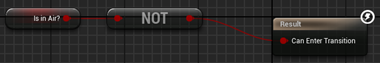 Is in Air?
NOT
Result
Can Enter Transition